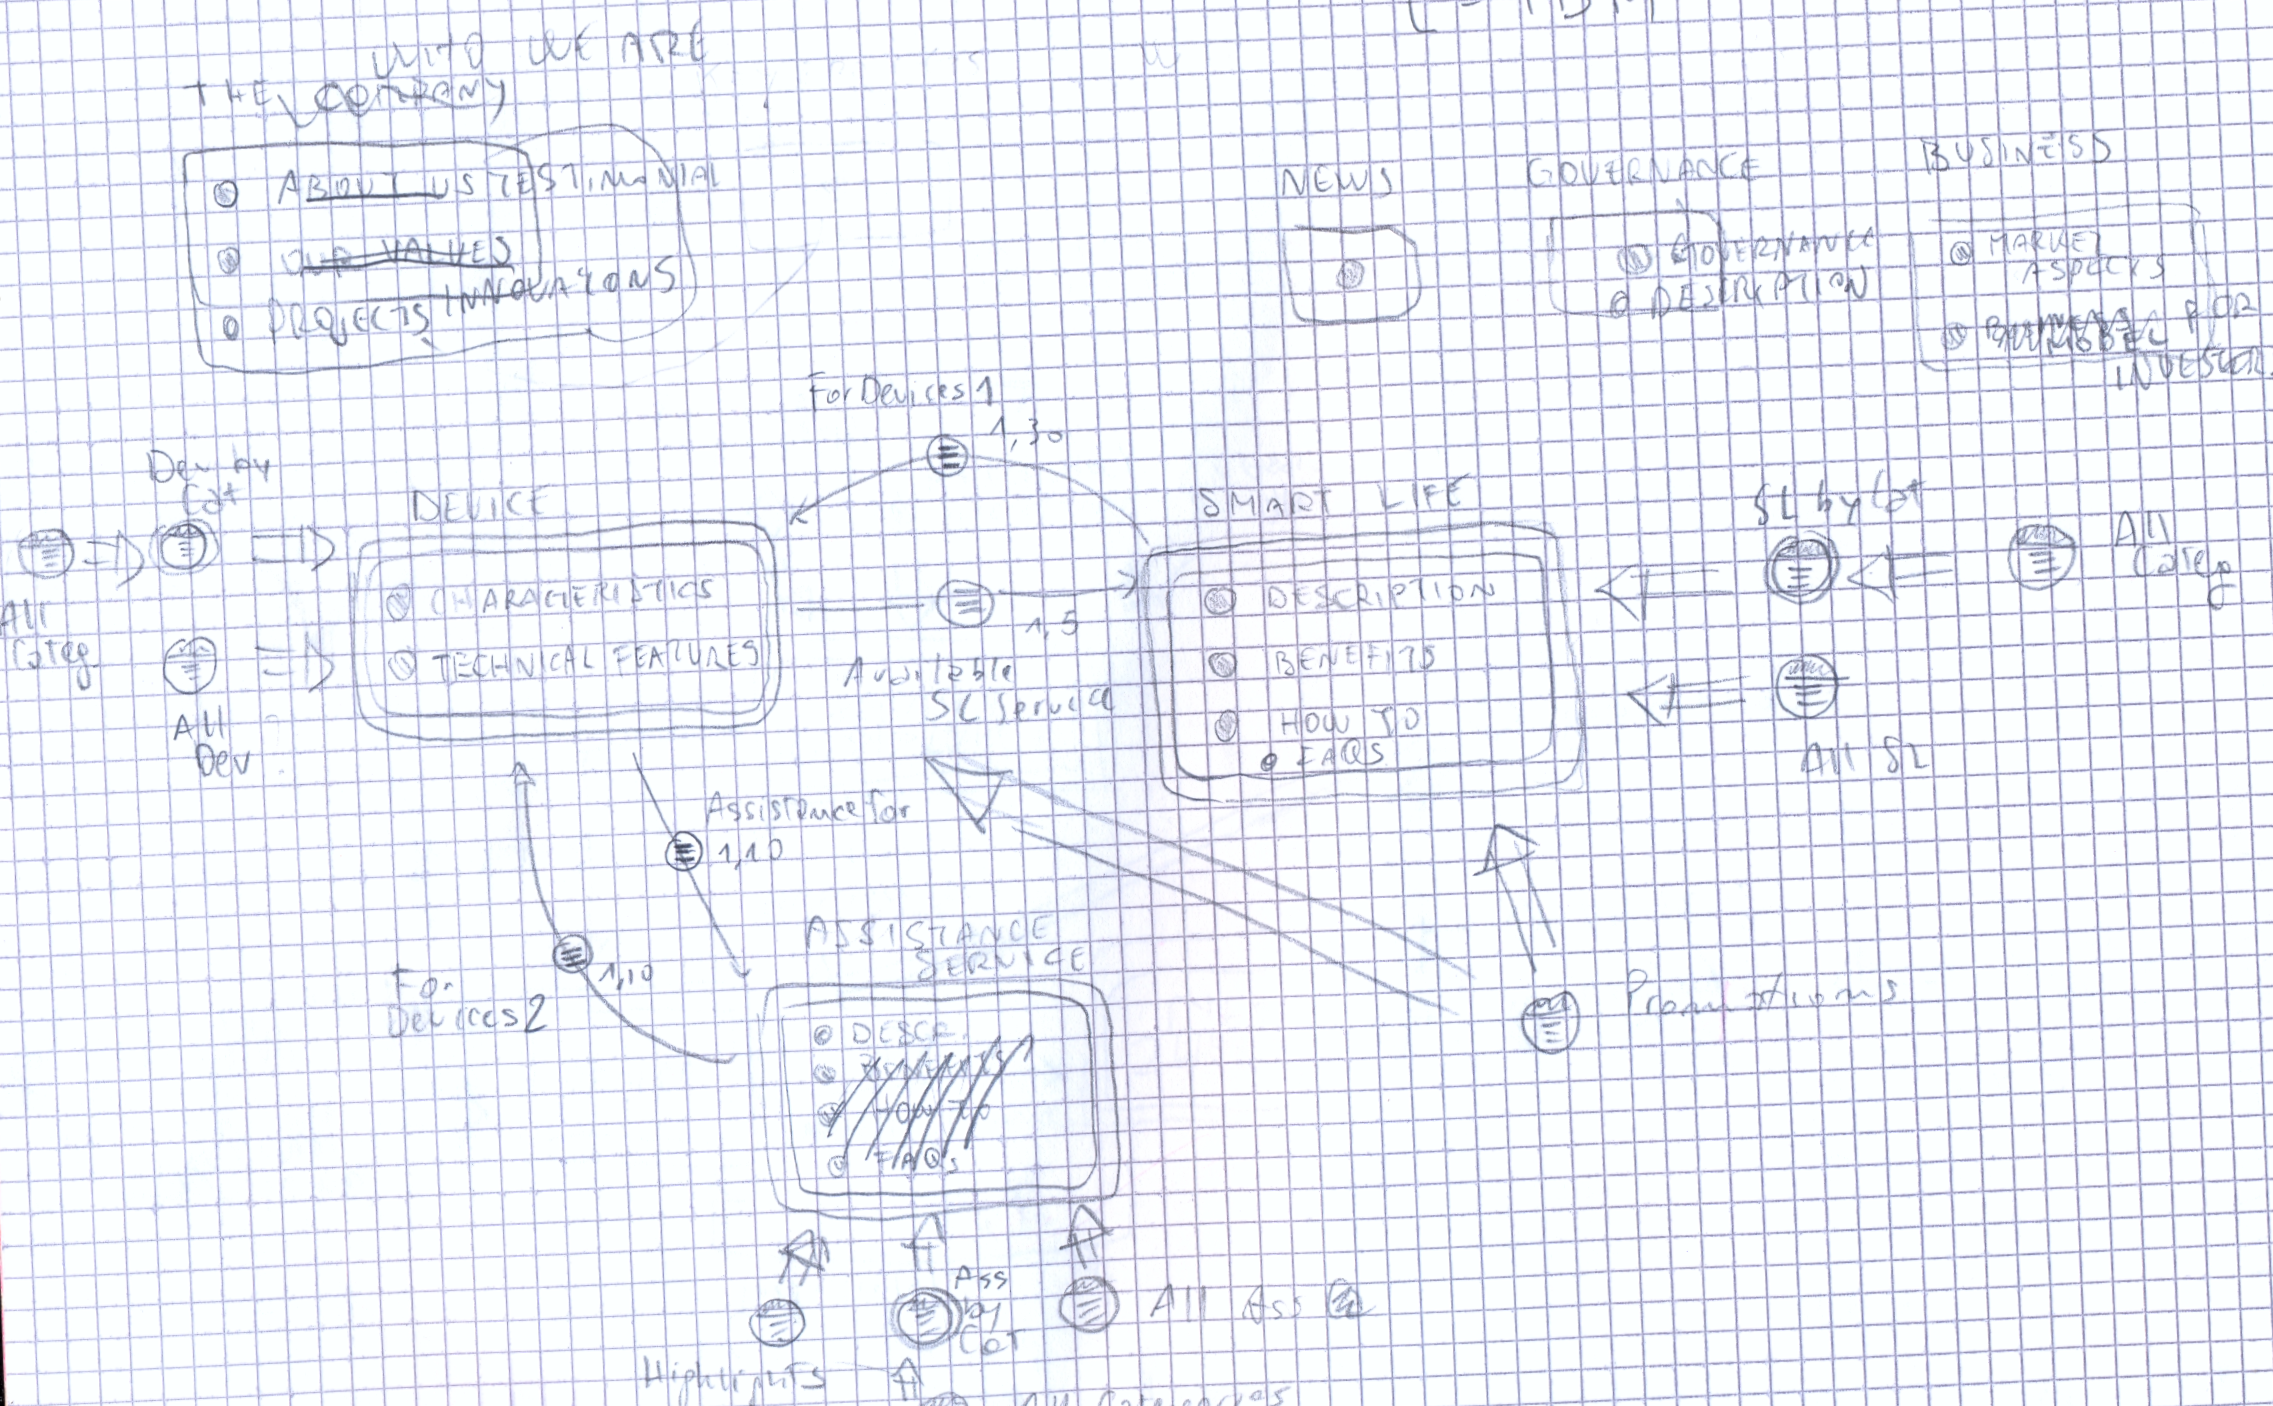 WHO WE ARE
THE COMPANY
ABOUT US TESTIMONIAL
OUR VALUES
PROJECTS INNOVATIONS
NEWS
GOVERNANCE
GOVERNANCE
DESCRIPTION
BUSINESS
MARKET
ASPECTS
FOR
INVESTOR
For Devices 1
1,30
Dev by
Cat
All
Categ
All
Dev
DEVICE
CHARACTERISTICS
TECHNICAL FEATURES
1,5
Available
SL Service
SMART LIFE
DESCRIPTION
BENEFITS
HOW TO
FAQS
SL by Cat
All
Categ
All SL
Assistance for
1,10
For
Devices 2
1,10
ASSISTANCE
SERVICE
DESCR.
BENEFITS
HOW TO
FAQS
Promotions
Highlights
Ass
by
Cat
All Ass
All Categories